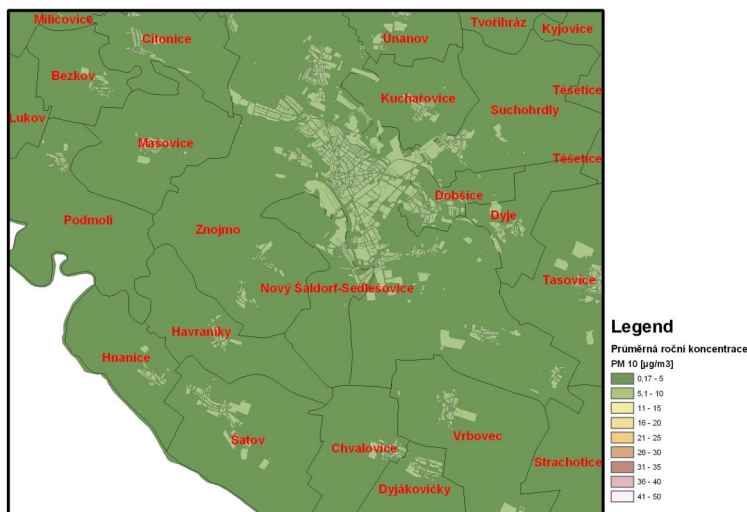 Milíčovice
Citonice
Únanov
Tvořihráz
Kyjovice
Bezkov
Těšetice
Kuchařovice
Suchohrdly
Lukov
Mašovice
Těšetice
Dobšice
Podmolí
Znojmo
Dyje
Tasovice
Nový Šaldorf-Sedlešovice
Havraníky
Hnanice
Šatov
Chvalovice
Vrbovec
Strachotice
Dyjákovičky
Legend
Průměrná roční koncentrace
PM 10 [µg/m3]
0,17 - 5
5,1 - 10
11 - 15
16 - 20
21 - 25
26 - 30
31 - 35
36 - 40
41 - 50